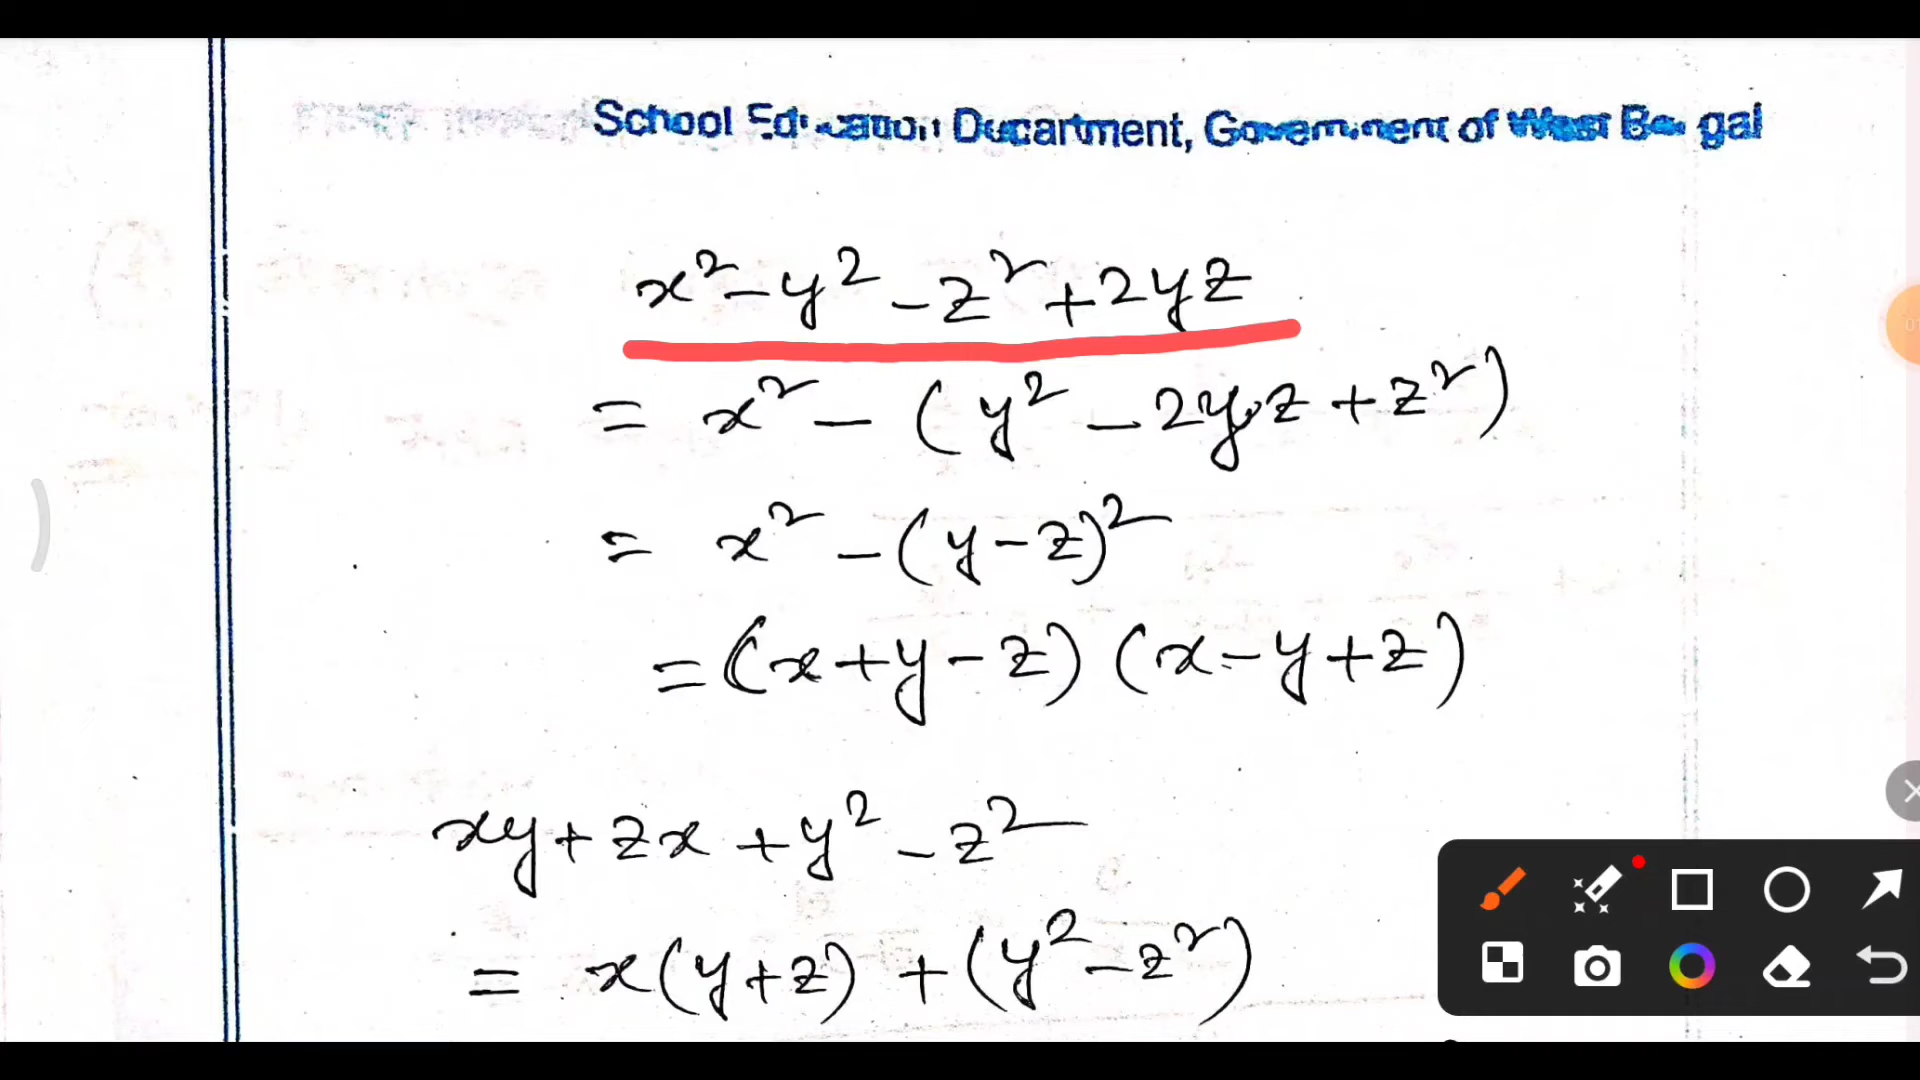 School Education Department, Government of West Bengal
x² - y² - z² + 2yz
= x² - (y² - 2yz + z²)
= x² - (y - z)²
= (x + y - z) (x - y + z)
xy + zx + y² - z²
= x(y + z) + (y² - z²)